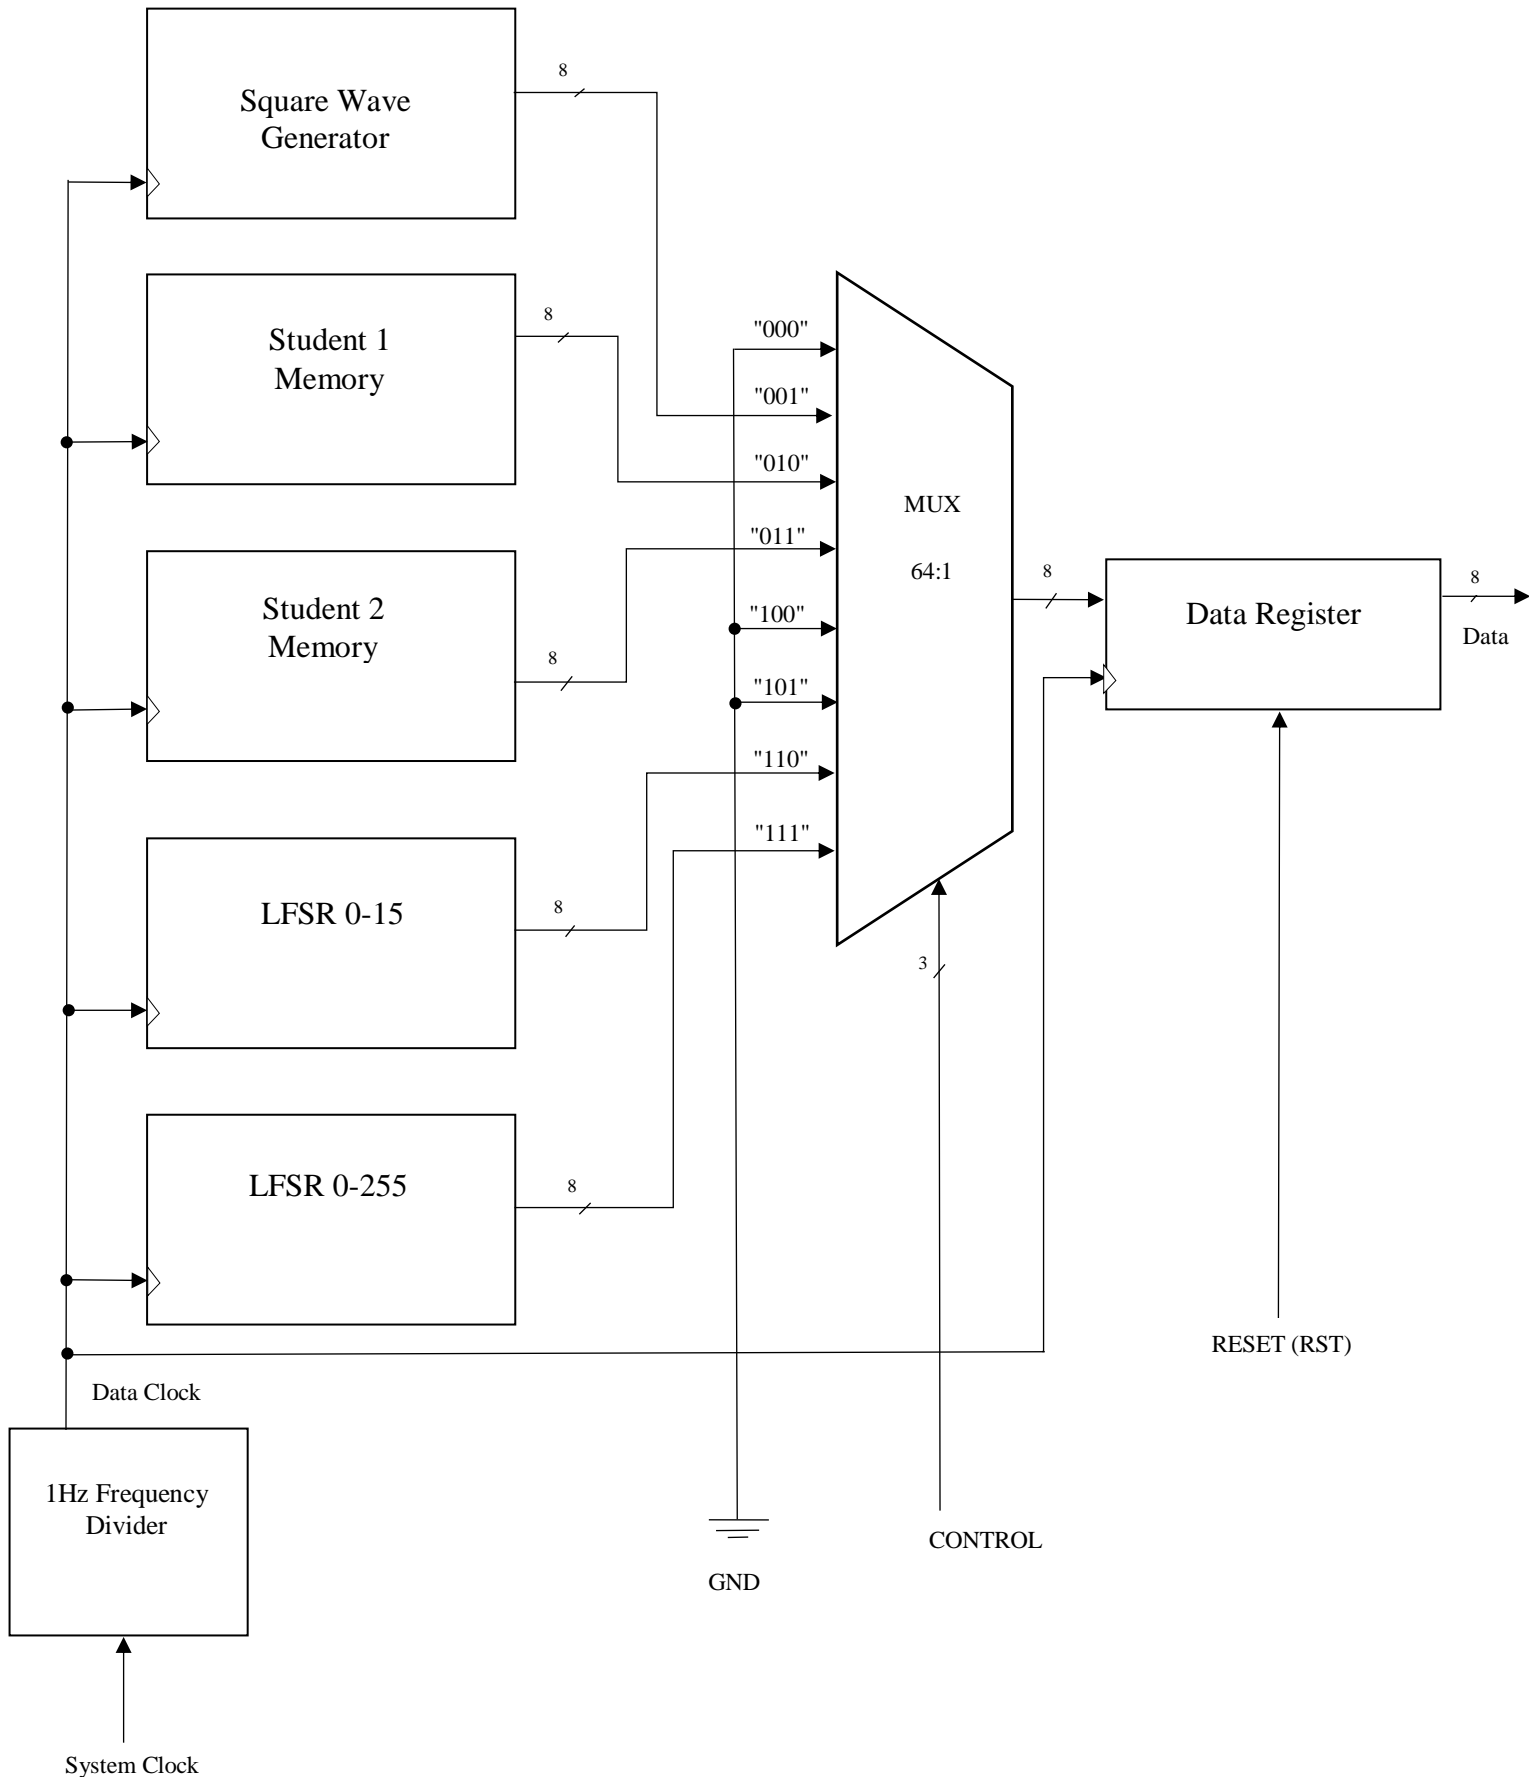 8
Square Wave
Generator
8
Student 1
Memory
"000"
"001"
"010"
MUX
"011"
64:1
8
8
Student 2
Memory
"100"
Data Register
Data
8
"101"
"110"
"111"
8
LFSR 0-15
3
8
LFSR 0-255
RESET (RST)
Data Clock
1Hz Frequency
Divider
CONTROL
GND
System Clock